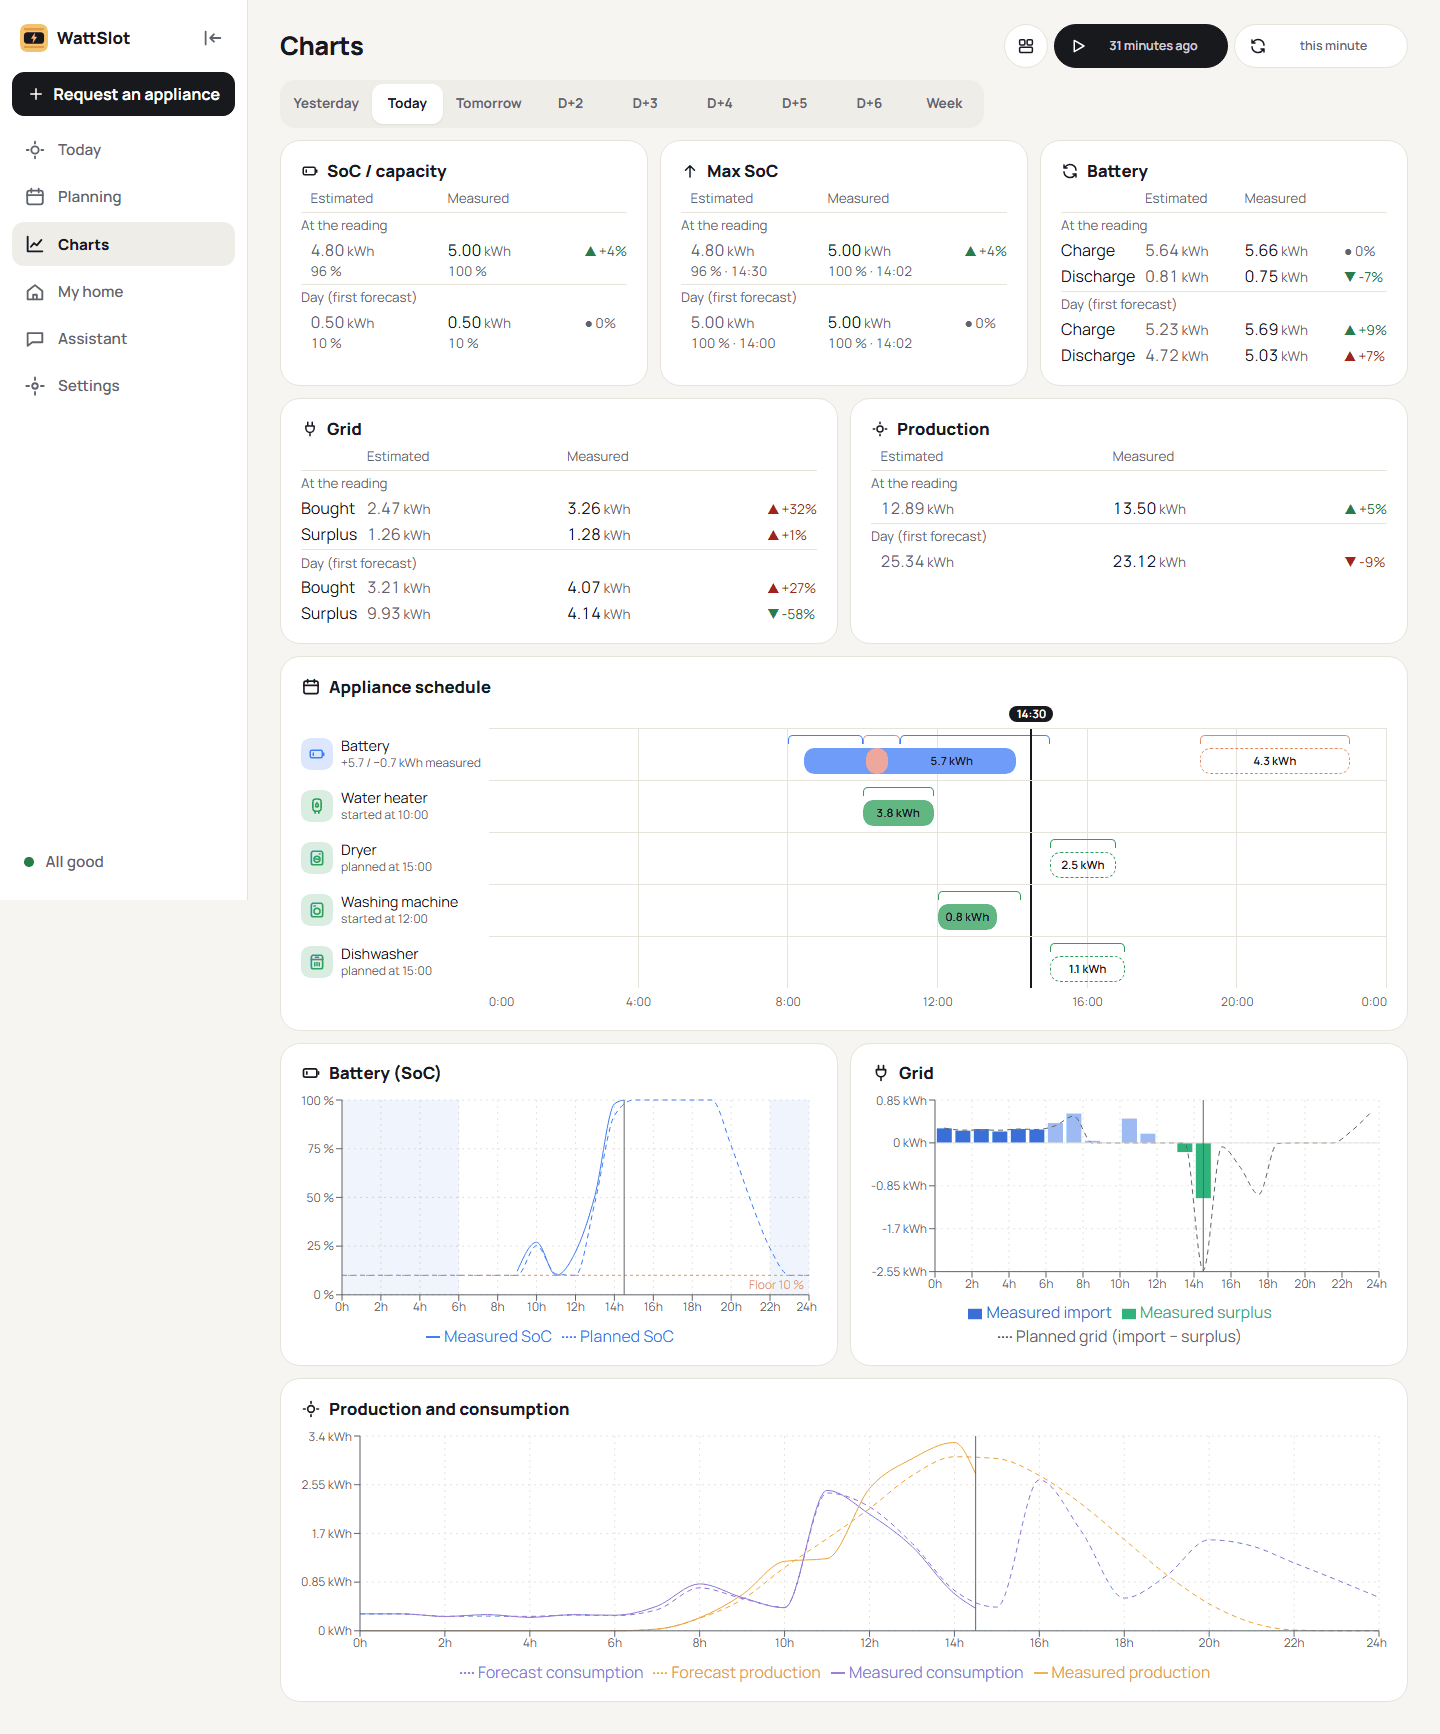 WattSlot
Request an appliance
Today
Planning
Charts
My home
Assistant
Settings
All good
Charts
31 minutes ago
this minute
Yesterday Today Tomorrow D+2 D+3 D+4 D+5 D+6 Week
SoC / capacity
Estimated Measured
At the reading
4.80 kWh 5.00 kWh ▲ +4%
96 % 100 %
Day (first forecast)
0.50 kWh 0.50 kWh ● 0%
10 % 10 %
Max SoC
Estimated Measured
At the reading
4.80 kWh 5.00 kWh ▲ +4%
96 % · 14:30 100 % · 14:02
Day (first forecast)
5.00 kWh 5.00 kWh ● 0%
100 % · 14:00 100 % · 14:02
Battery
Estimated Measured
At the reading
Charge 5.64 kWh 5.66 kWh ● 0%
Discharge 0.81 kWh 0.75 kWh ▼ -7%
Day (first forecast)
Charge 5.23 kWh 5.69 kWh ▲ +9%
Discharge 4.72 kWh 5.03 kWh ▲ +7%
Grid
Estimated Measured
At the reading
Bought 2.47 kWh 3.26 kWh ▲ +32%
Surplus 1.26 kWh 1.28 kWh ▲ +1%
Day (first forecast)
Bought 3.21 kWh 4.07 kWh ▲ +27%
Surplus 9.93 kWh 4.14 kWh ▼ -58%
Production
Estimated Measured
At the reading
12.89 kWh 13.50 kWh ▲ +5%
Day (first forecast)
25.34 kWh 23.12 kWh ▼ -9%
Appliance schedule
14:30
Battery
+5.7 / −0.7 kWh measured
5.7 kWh 4.3 kWh
Water heater
started at 10:00
3.8 kWh
Dryer
planned at 15:00
2.5 kWh
Washing machine
started at 12:00
0.8 kWh
Dishwasher
planned at 15:00
1.1 kWh
0:00 4:00 8:00 12:00 16:00 20:00 0:00
Battery (SoC)
100 %
75 %
50 %
25 %
0 %
Floor 10 %
0h 2h 4h 6h 8h 10h 12h 14h 16h 18h 20h 22h 24h
Measured SoC Planned SoC
Grid
0.85 kWh
0 kWh
-0.85 kWh
-1.7 kWh
-2.55 kWh
0h 2h 4h 6h 8h 10h 12h 14h 16h 18h 20h 22h 24h
Measured import Measured surplus
Planned grid (import − surplus)
Production and consumption
3.4 kWh
2.55 kWh
1.7 kWh
0.85 kWh
0 kWh
0h 2h 4h 6h 8h 10h 12h 14h 16h 18h 20h 22h 24h
Forecast consumption Forecast production Measured consumption Measured production